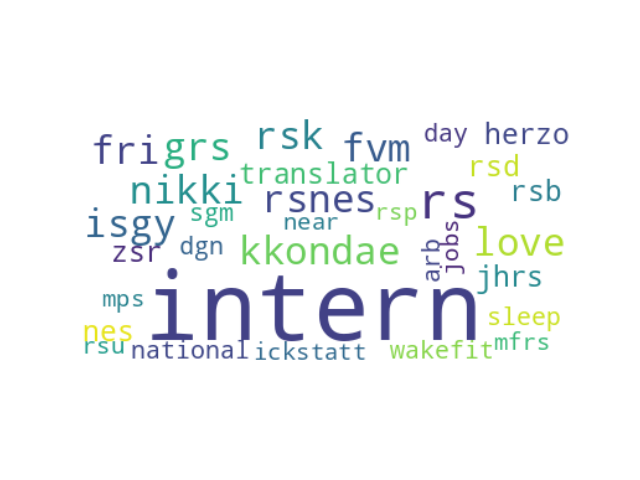 fri grs rsk fvm day herzo
translator rsd
nikki rsnes rs rsb
isgy sgm near rsp love
zsr dgn kkondae arb jobs jhrs
mps intern sleep
nes
rsu national ickstatt wakefit mfrs